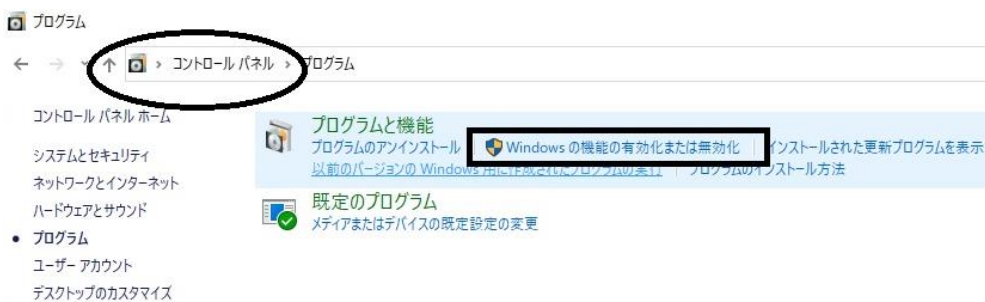 プログラム
コントロール パネル › プログラム
コントロール パネル ホーム
システムとセキュリティ
ネットワークとインターネット
ハードウェアとサウンド
プログラム
ユーザー アカウント
デスクトップのカスタマイズ
プログラムと機能
プログラムのアンインストール Windows の機能の有効化または無効化 インストールされた更新プログラムを表示
以前のバージョンの Windows 用に作成されたプログラムの実行 プログラムのインストール方法
既定のプログラム
メディアまたはデバイスの既定設定の変更